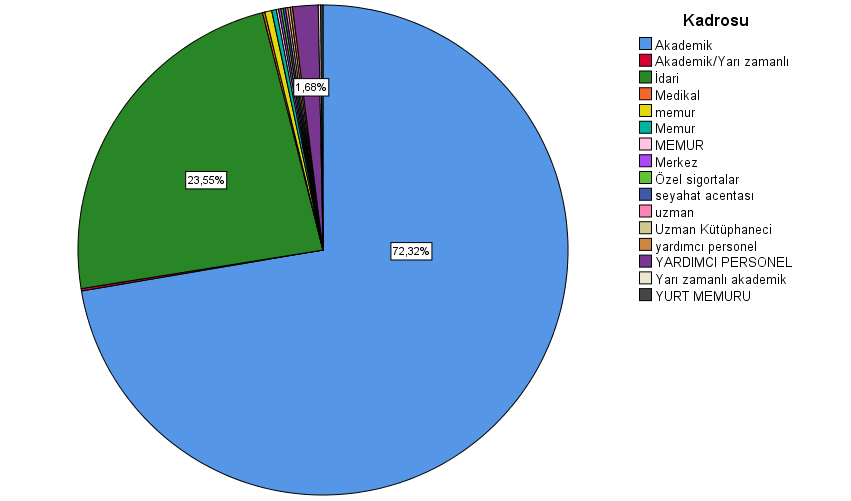 Kadrosu
Akademik
Akademik/Yarı zamanlı
İdari
Medikal
memur
Memur
MEMUR
Merkez
Özel sigortalar
seyahat acentası
uzman
Uzman Kütüphaneci
yardımcı personel
YARDIMCI PERSONEL
Yarı zamanlı akademik
YURT MEMURU
1,68%
23,55%
72,32%